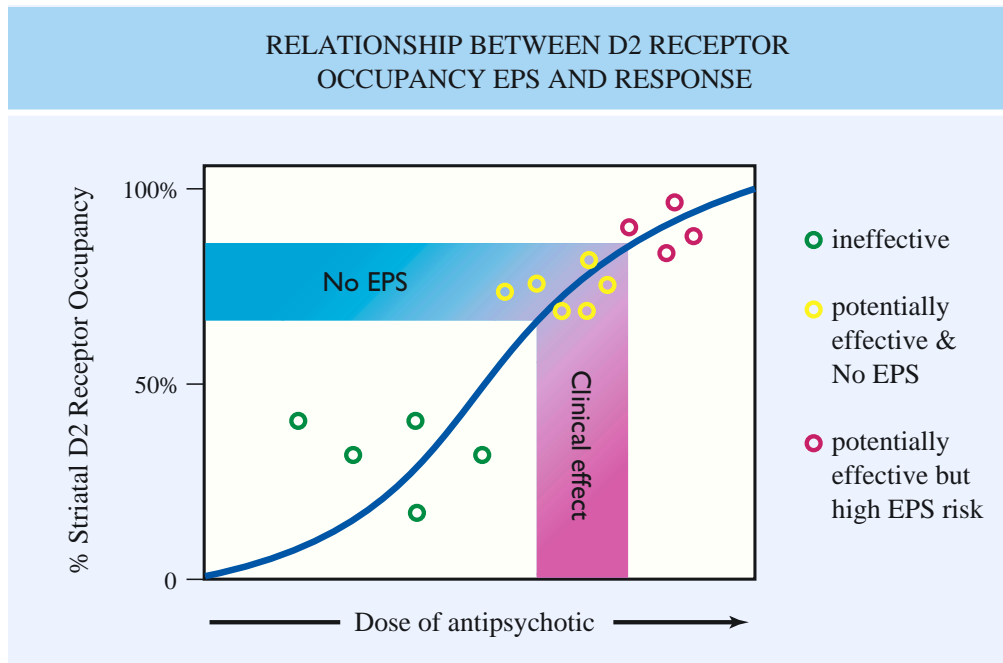 RELATIONSHIP BETWEEN D2 RECEPTOR
OCCUPANCY EPS AND RESPONSE
% Striatal D2 Receptor Occupancy
100%
50%
0
No EPS
Clinical effect
Dose of antipsychotic
ineffective
potentially
effective &
No EPS
potentially
effective but
high EPS risk